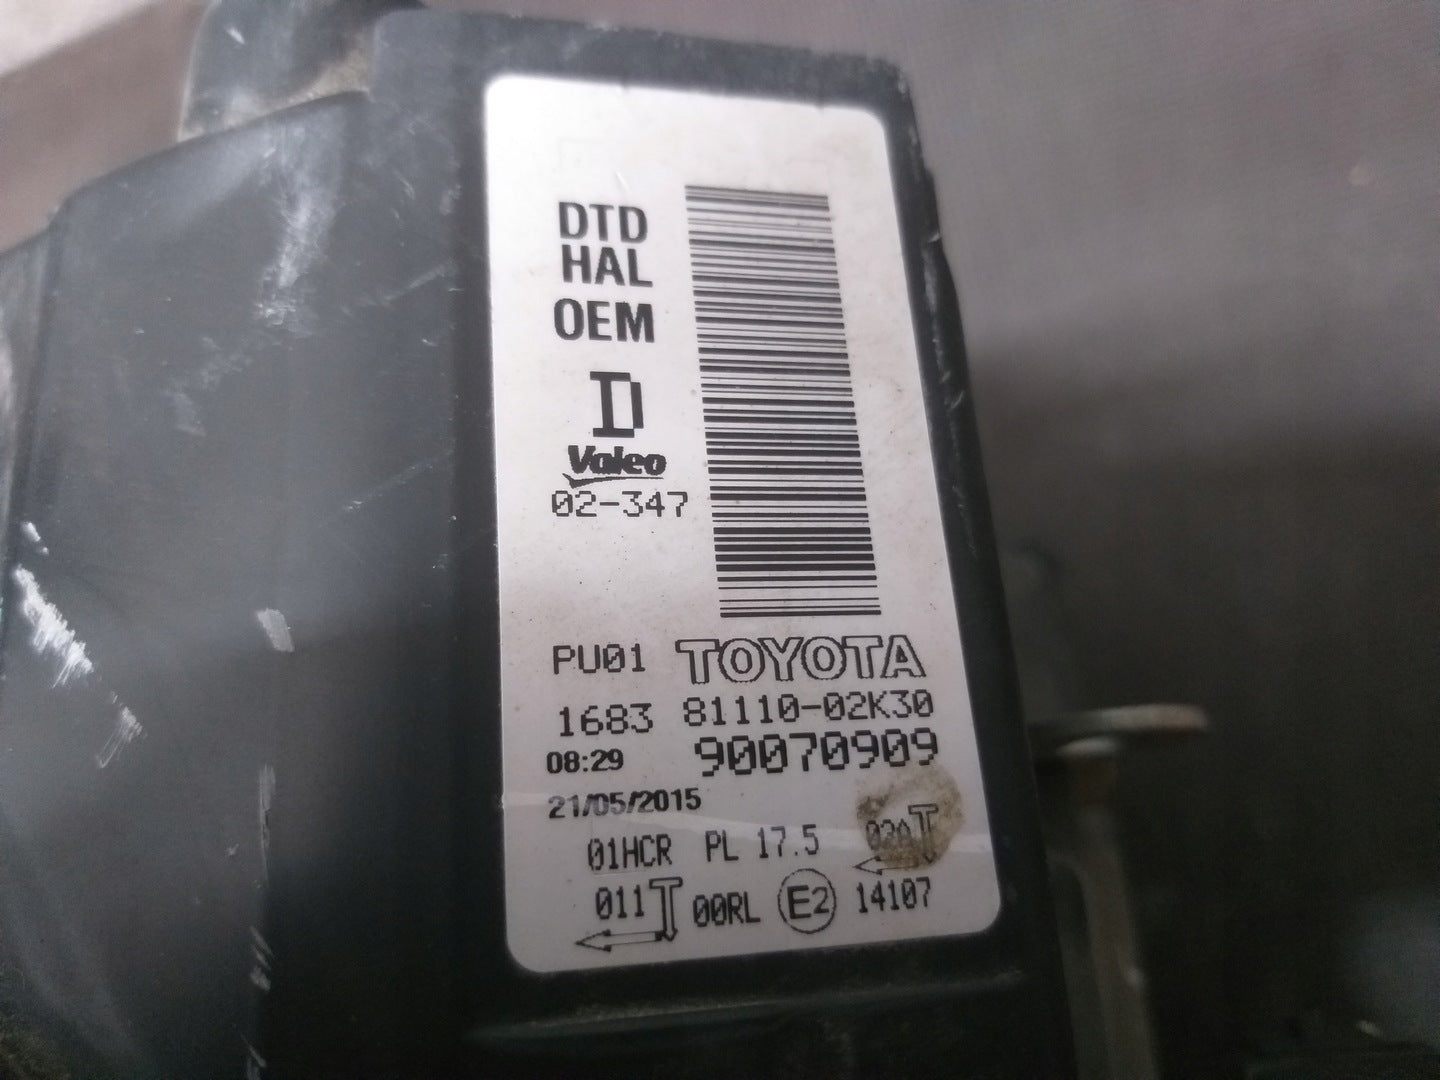 DTD
HAL
OEM
D
Valeo
02-347
PU01 TOYOTA
1683 81110-02K30
08:29 90070909
21/05/2015
01HCR PL 17.5 02A
011 00RL E2 14107